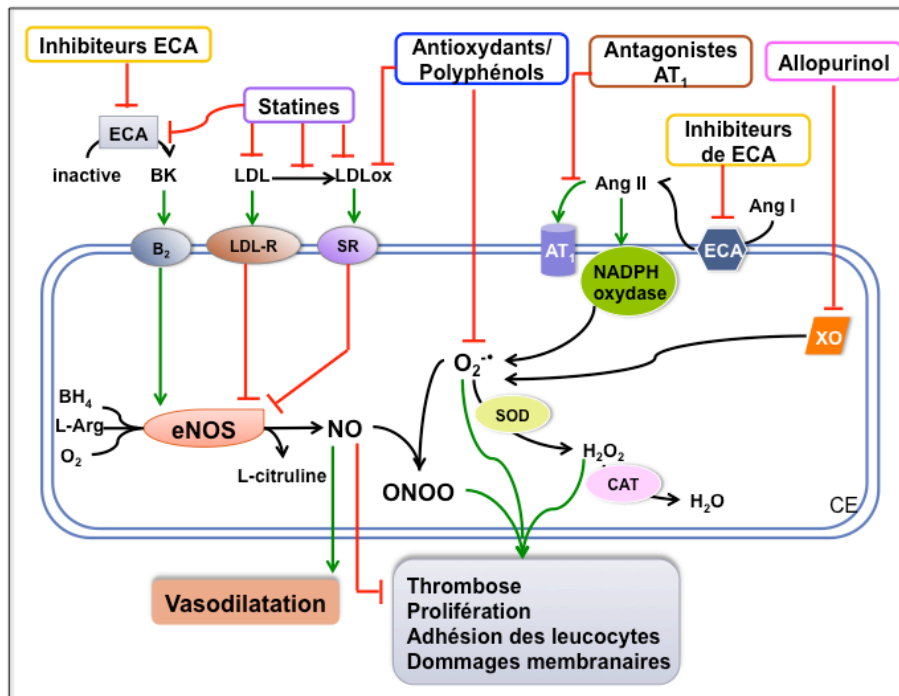 Inhibiteurs ECA
Antioxydants/
Polyphénols
Antagonistes
AT1
Allopurinol
Statines
Inhibiteurs
de ECA
ECA
inactive
BK
LDL
LDLox
Ang II
Ang I
B2
LDL-R
SR
AT1
NADPH
oxydase
ECA
XO
O2-•
BH4
L-Arg
O2
eNOS
NO
L-citruline
SOD
H2O2
CAT
H2O
ONOO
CE
Vasodilatation
Thrombose
Prolifération
Adhésion des leucocytes
Dommages membranaires